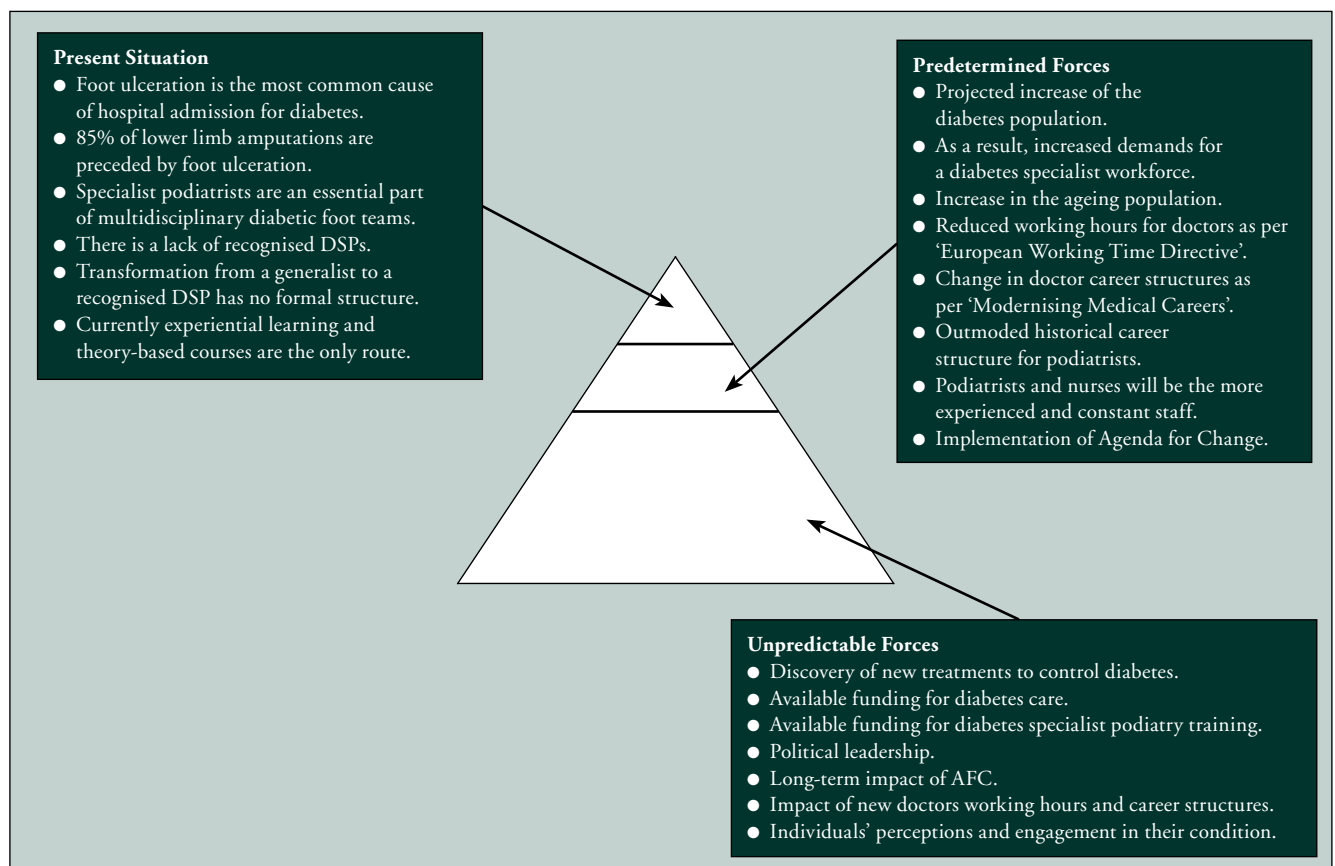 Present Situation
● Foot ulceration is the most common cause
of hospital admission for diabetes.
● 85% of lower limb amputations are
preceded by foot ulceration.
● Specialist podiatrists are an essential part
of multidisciplinary diabetic foot teams.
● There is a lack of recognised DSPs.
● Transformation from a generalist to a
recognised DSP has no formal structure.
● Currently experiential learning and
theory-based courses are the only route.
Predetermined Forces
● Projected increase of the
diabetes population.
● As a result, increased demands for
a diabetes specialist workforce.
● Increase in the ageing population.
● Reduced working hours for doctors as per
‘European Working Time Directive’.
● Change in doctor career structures as
per ‘Modernising Medical Careers’.
● Outmoded historical career
structure for podiatrists.
● Podiatrists and nurses will be the more
experienced and constant staff.
● Implementation of Agenda for Change.
Unpredictable Forces
● Discovery of new treatments to control diabetes.
● Available funding for diabetes care.
● Available funding for diabetes specialist podiatry training.
● Political leadership.
● Long-term impact of AFC.
● Impact of new doctors working hours and career structures.
● Individuals’ perceptions and engagement in their condition.